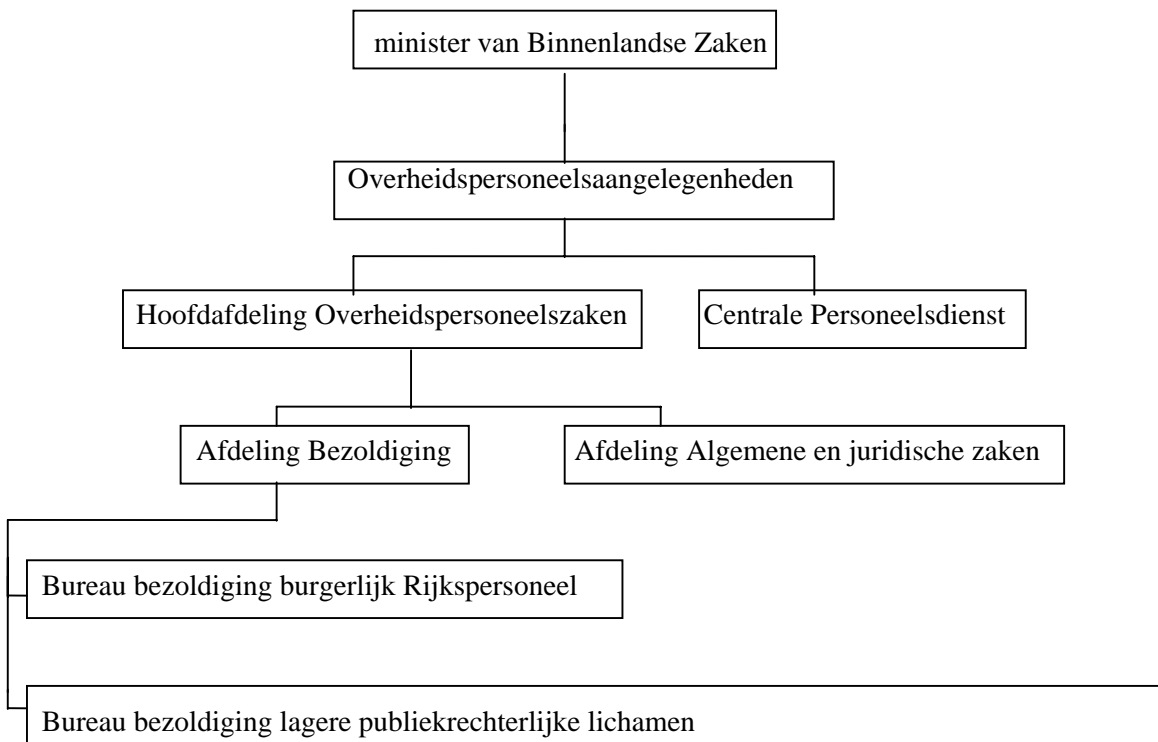 minister van Binnenlandse Zaken
Overheidspersoneelsaangelegenheden
Hoofdafdeling Overheidspersoneelszaken
Centrale Personeelsdienst
Afdeling Bezoldiging
Afdeling Algemene en juridische zaken
Bureau bezoldiging burgerlijk Rijkspersoneel
Bureau bezoldiging lagere publiekrechterlijke lichamen